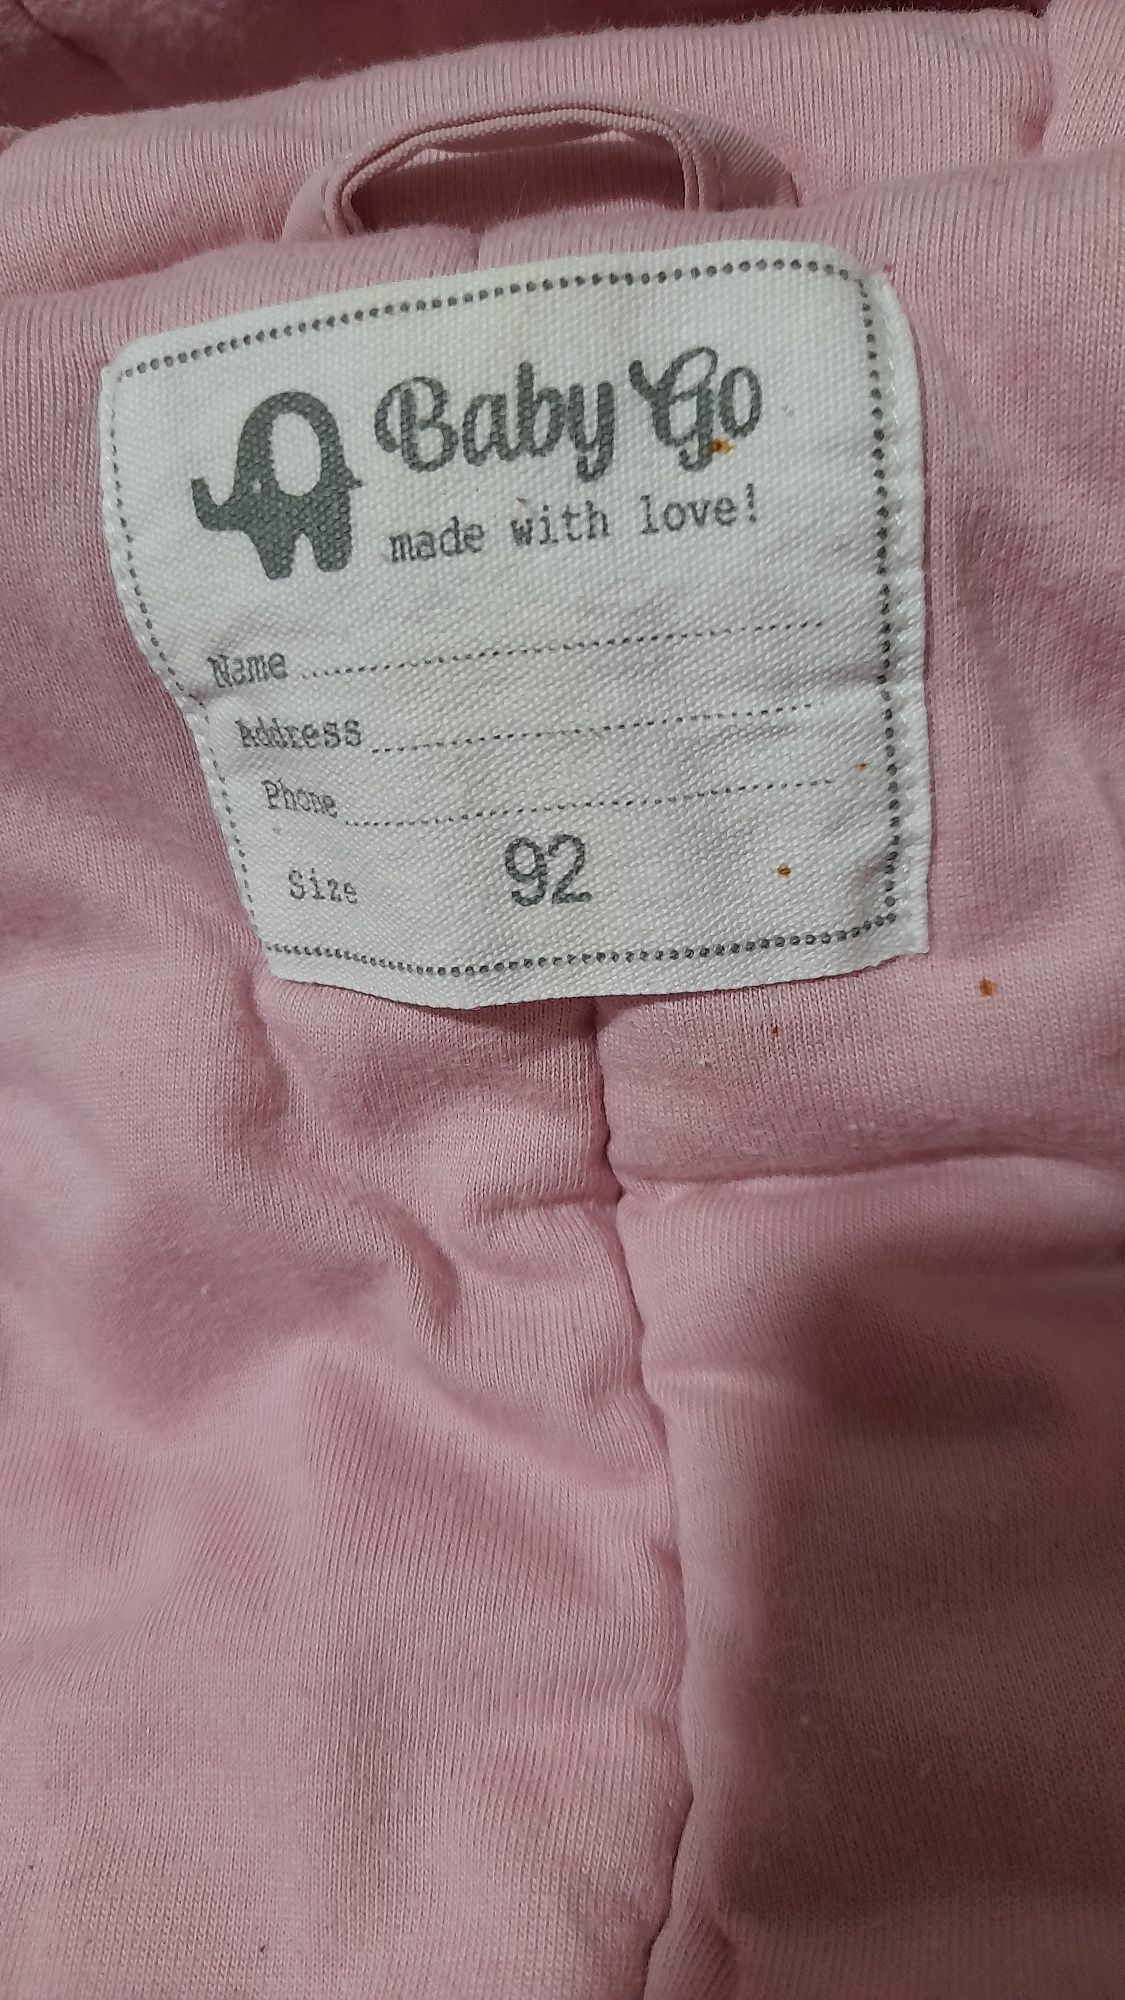 Baby Go
made with love!
Name
Address
Phone
Size 92